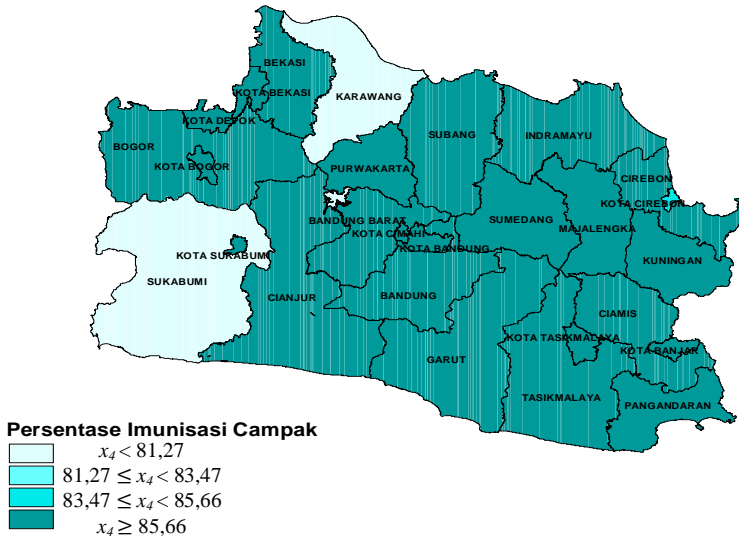 BEKASI
KOTA BEKASI
KARAWANG
KOTA DEPOK
BOGOR
KOTA BOGOR
SUBANG
INDRAMAYU
PURWAKARTA
CIREBON
KOTA CIREBON
BANDUNG BARAT
KOTA CIMAHI
KOTA BANDUNG
SUMEDANG
MAJALENGKA
KUNINGAN
KOTA SUKABUMI
SUKABUMI
CIANJUR
BANDUNG
CIAMIS
KOTA TASIKMALAYA
KOTA BANJAR
GARUT
TASIKMALAYA
PANGANDARAN
Persentase Imunisasi Campak
x₄ < 81,27
81,27 ≤ x₄ < 83,47
83,47 ≤ x₄ < 85,66
x₄ ≥ 85,66